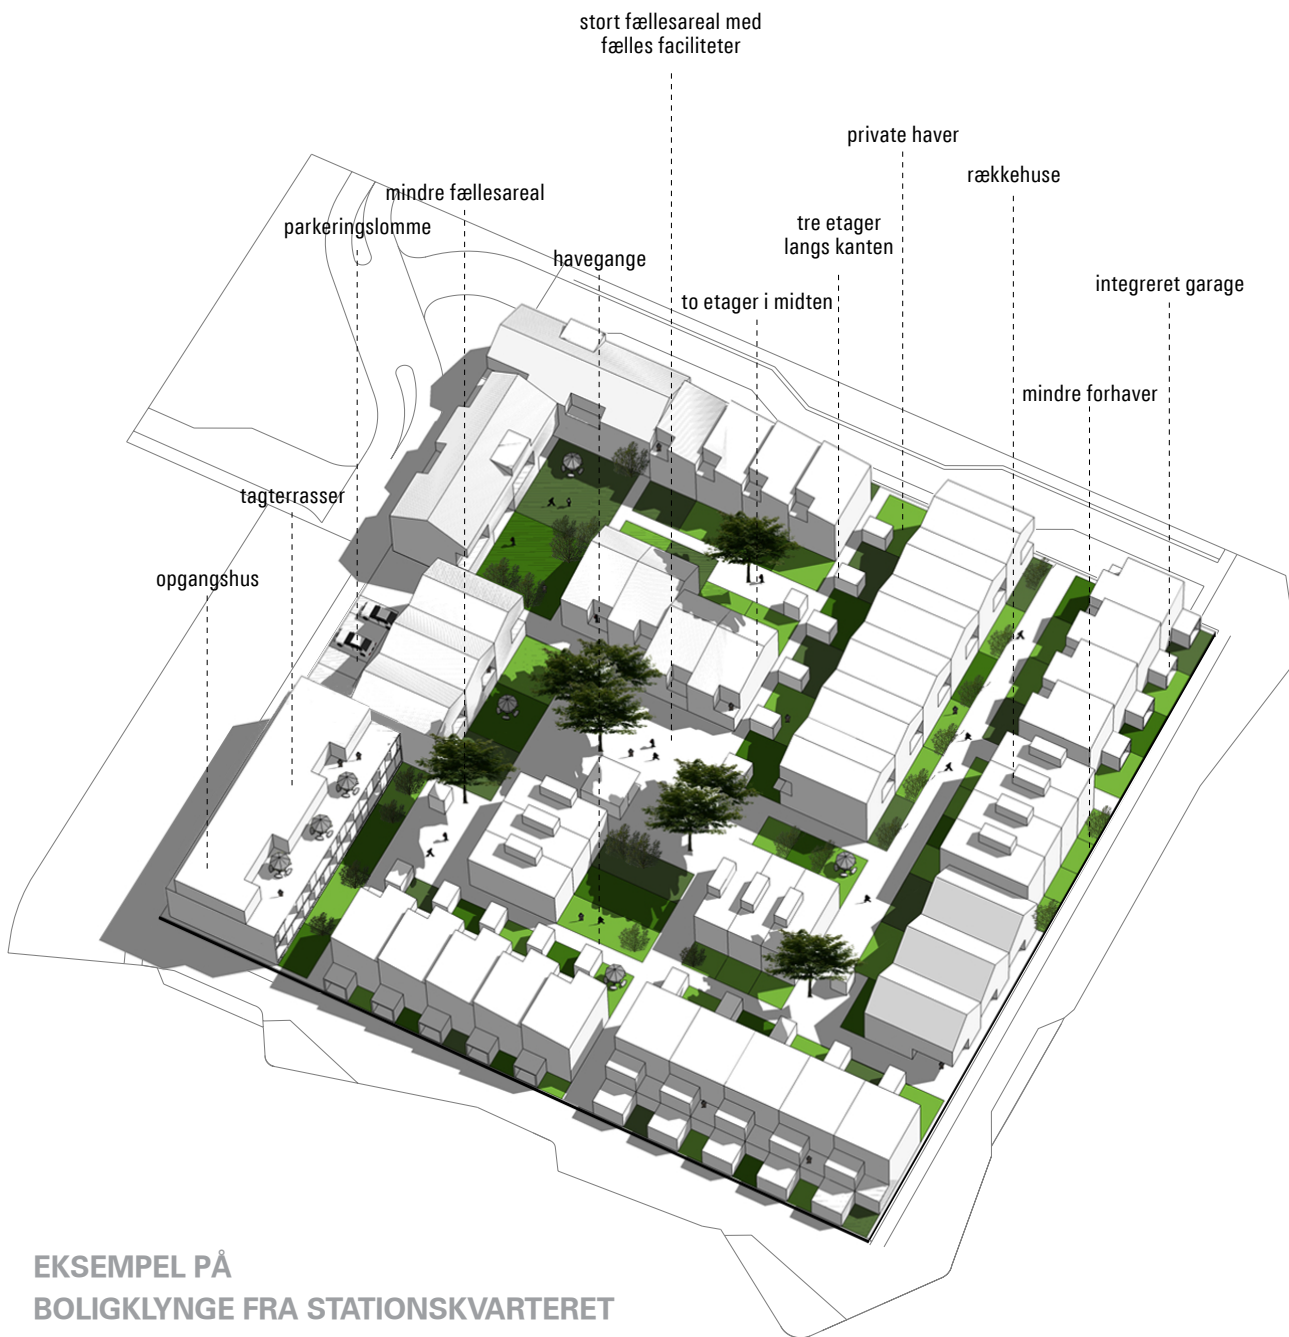 stort fællesareal med
fælles faciliteter
private haver
rækkehuse
mindre fællesareal
parkeringslomme
tre etager
langs kanten
havegange
integreret garage
to etager i midten
mindre forhaver
tagterrasser
opgangshus
EKSEMPEL PÅ
BOLIGKLYNGE FRA STATIONSKVARTERET